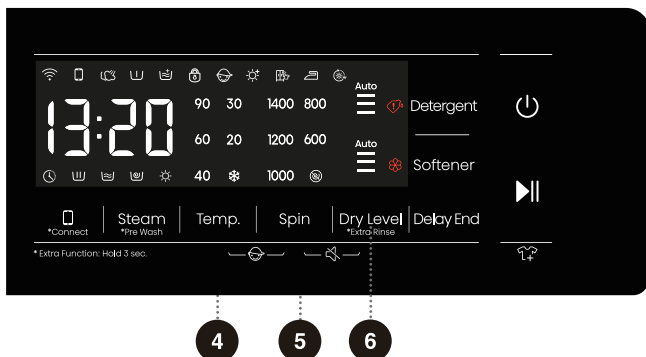 Auto
90 30 1400 800
Detergent
13:20
60 20 1200 600
Auto
Softener
40 1000
*Connect
Steam
*Pre Wash
Temp.
Spin
Dry Level
*Extra Rinse
Delay End
* Extra Function: Hold 3 sec.
4 5 6